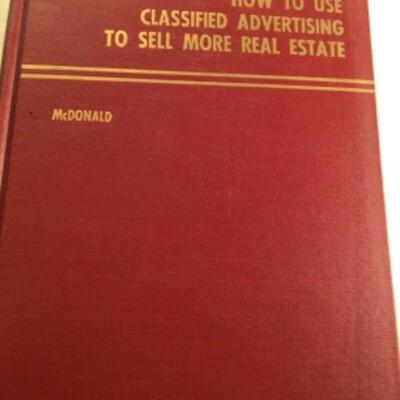 HOW TO USE
CLASSIFIED ADVERTISING
TO SELL MORE REAL ESTATE
McDONALD